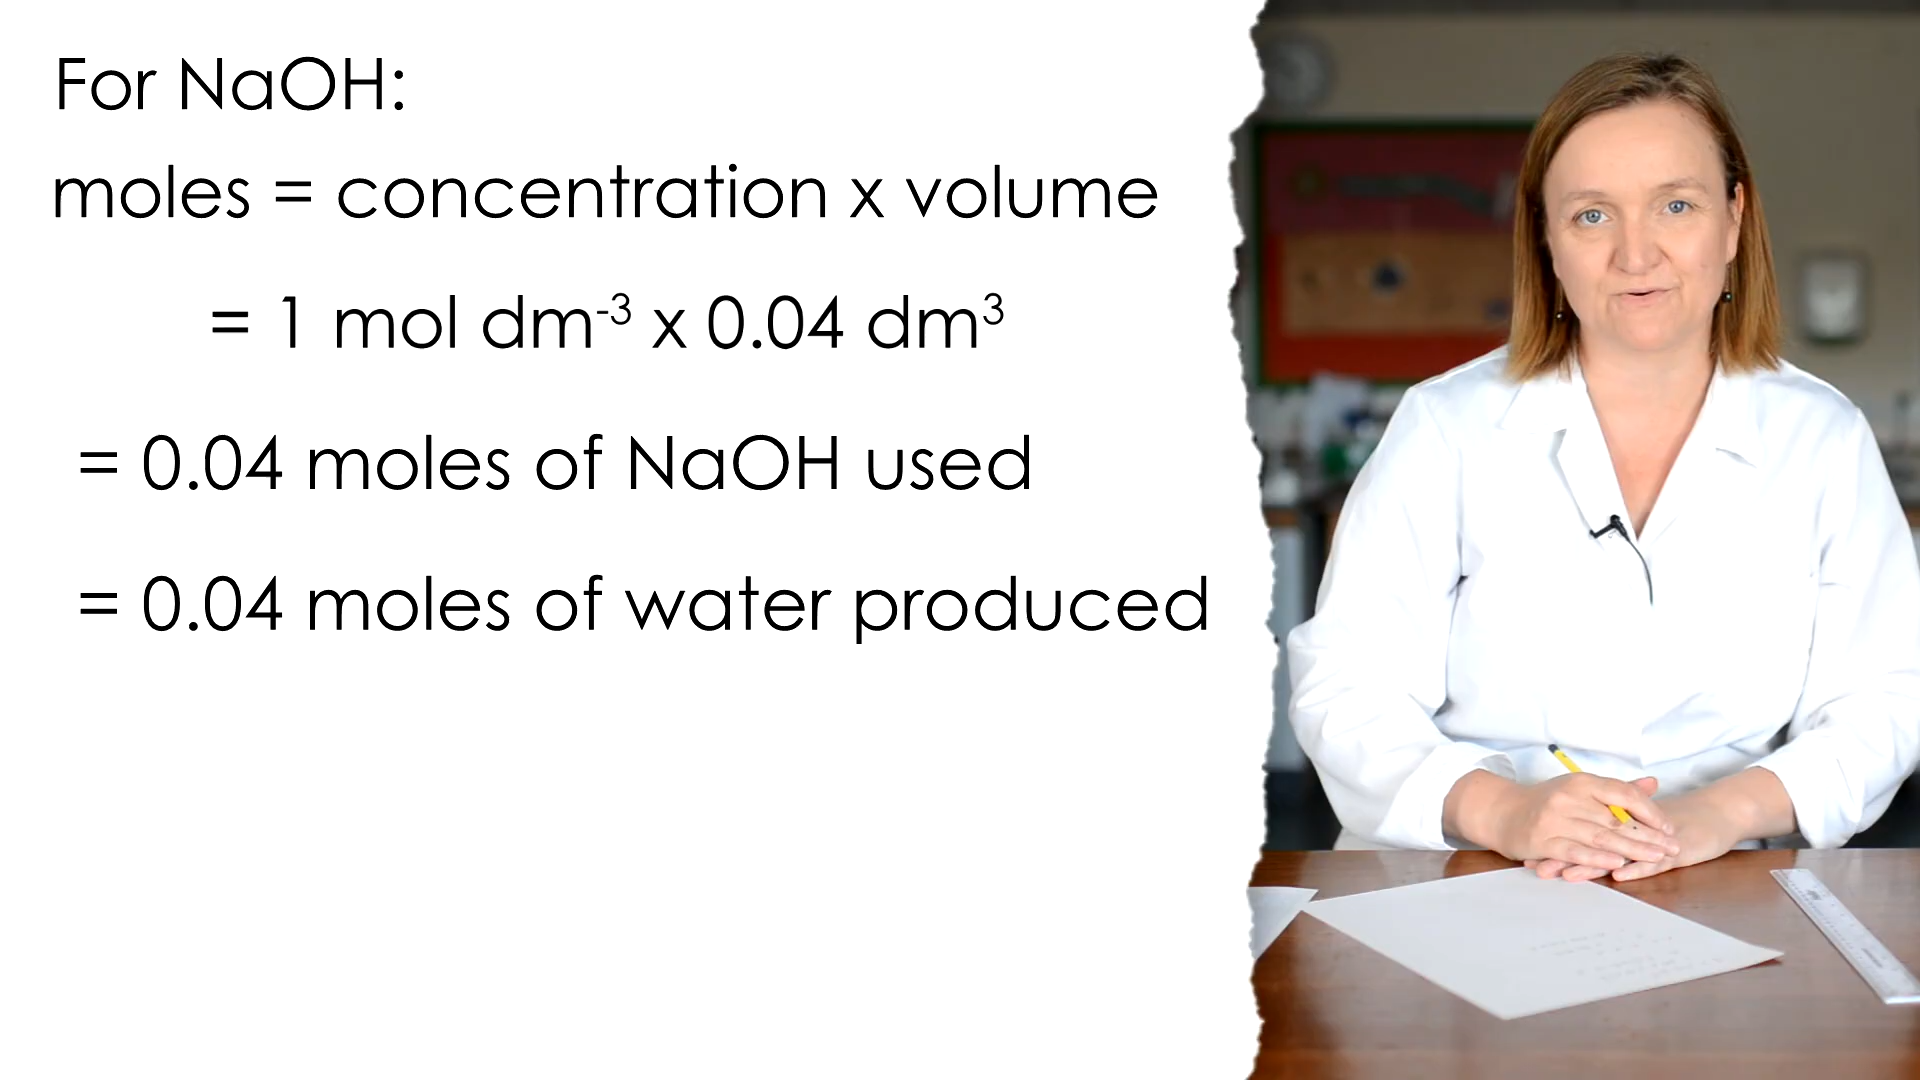 For NaOH:
moles = concentration x volume
= 1 mol dm⁻³ x 0.04 dm³
= 0.04 moles of NaOH used
= 0.04 moles of water produced